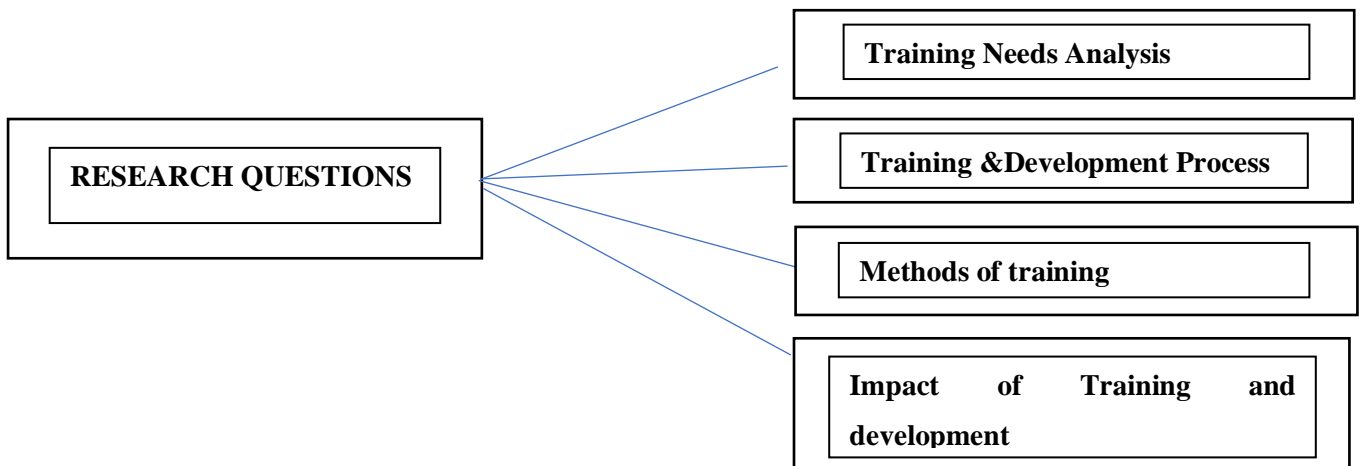 Training Needs Analysis
RESEARCH QUESTIONS
Training &Development Process
Methods of training
Impact of Training and
development